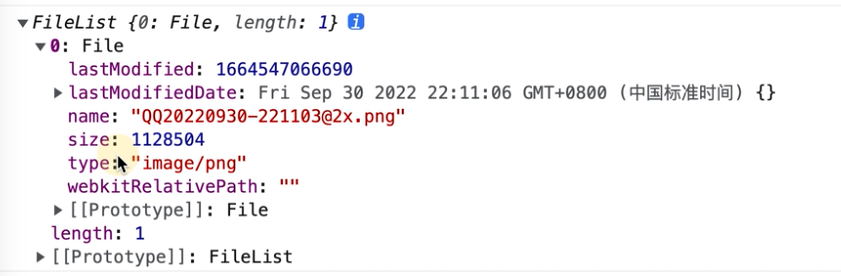 FileList {0: File, length: 1}
0: File
lastModified: 1664547066690
lastModifiedDate: Fri Sep 30 2022 22:11:06 GMT+0800 (中国标准时间) {}
name: "QQ20220930-221103@2x.png"
size: 1128504
type: "image/png"
webkitRelativePath: ""
[[Prototype]]: File
length: 1
[[Prototype]]: FileList